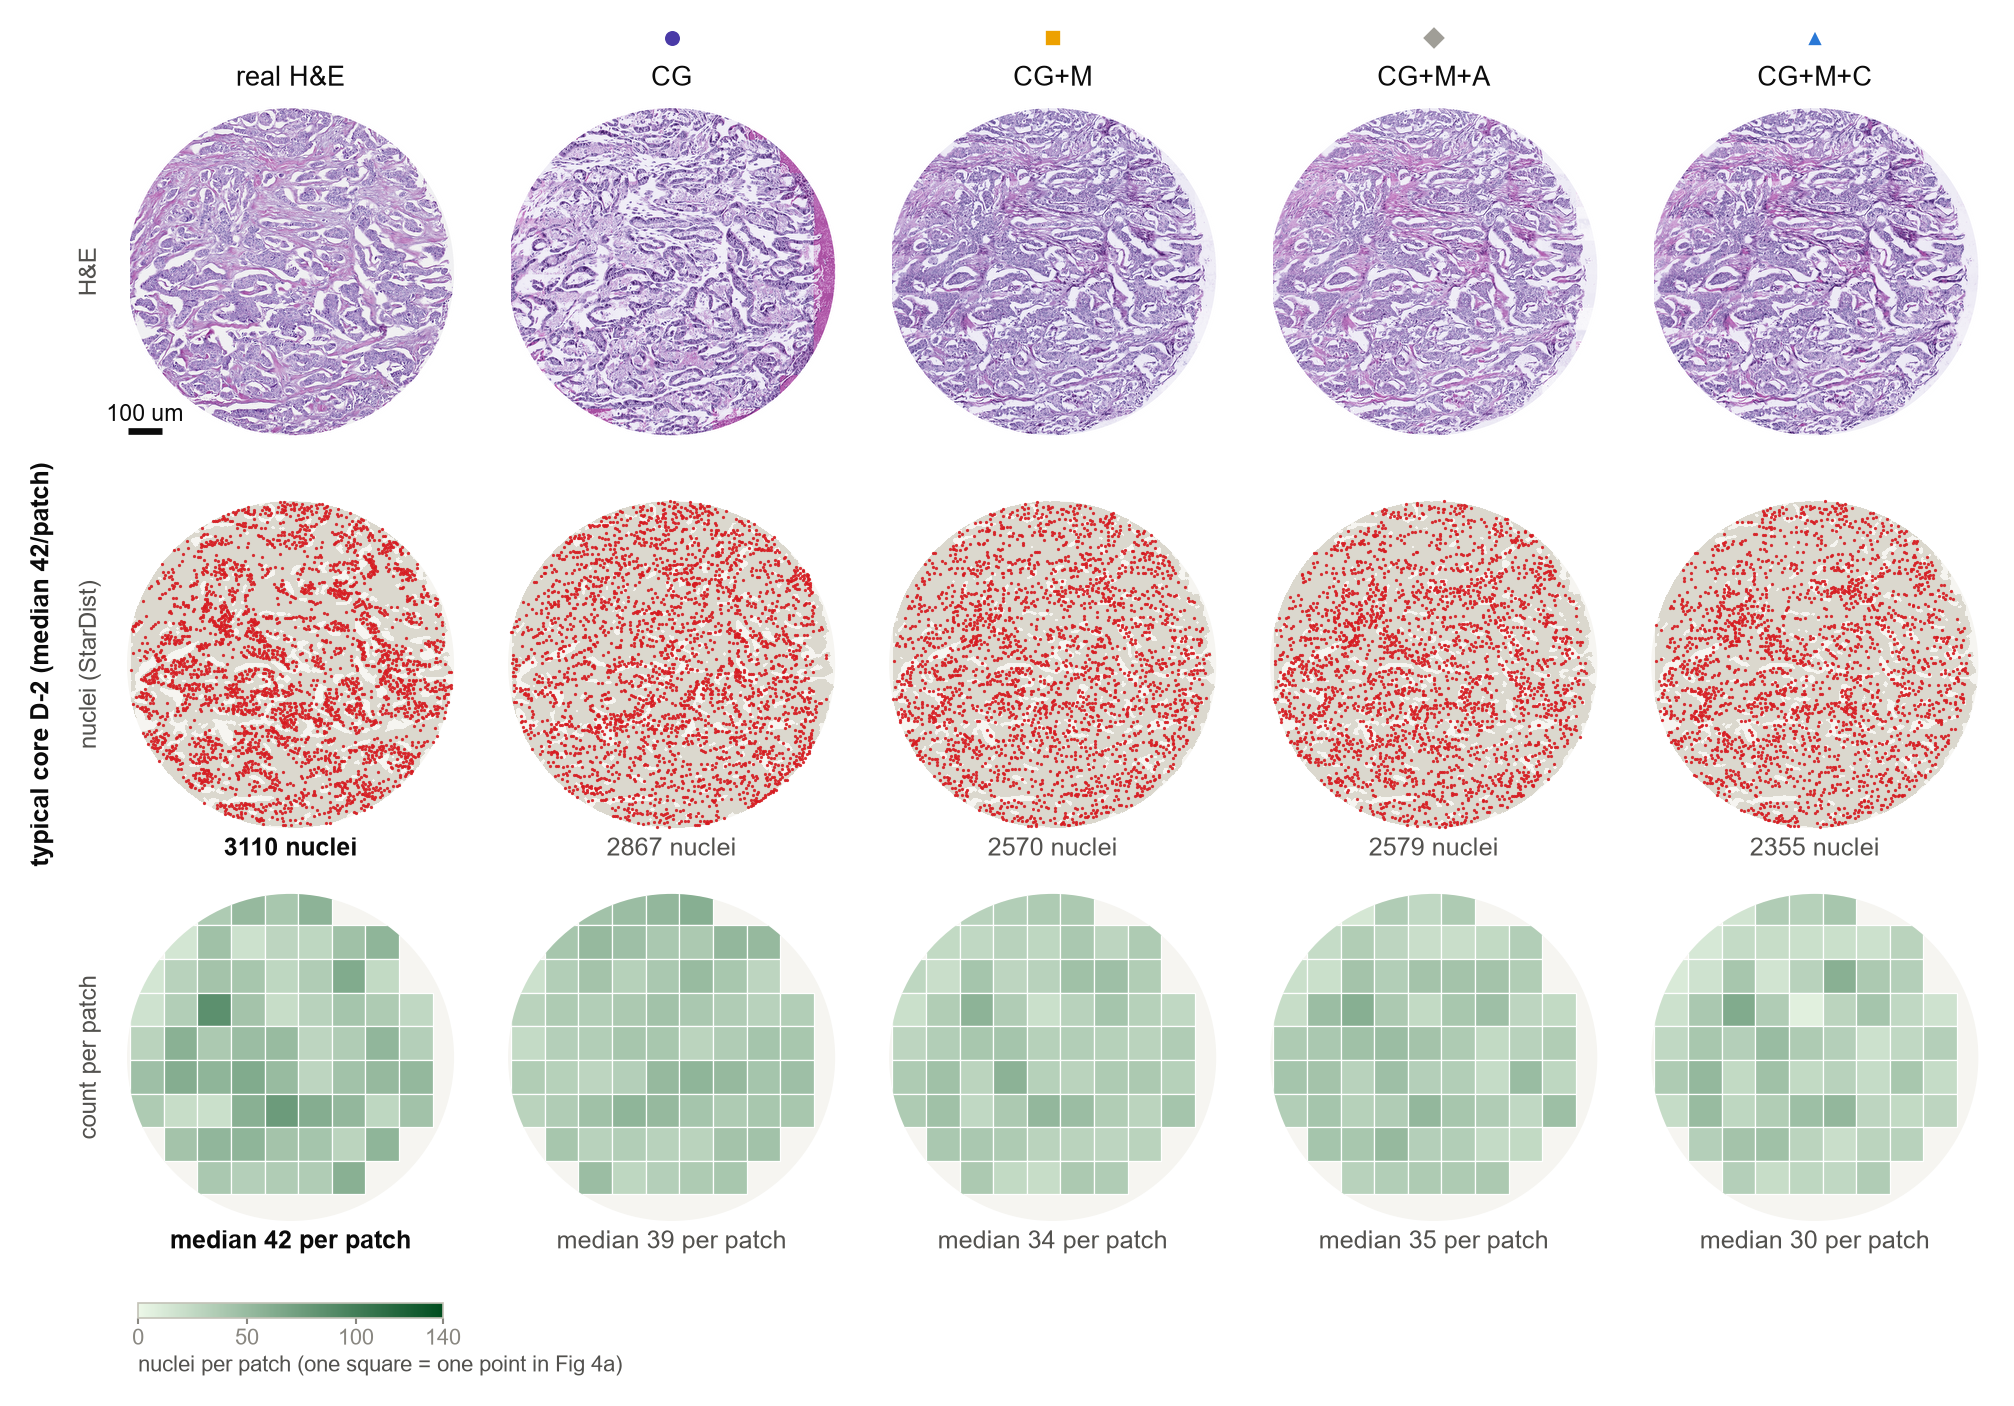 real H&E
CG
CG+M
CG+M+A
CG+M+C
H&E
100 um
typical core D-2 (median 42/patch)
nuclei (StarDist)
3110 nuclei
2867 nuclei
2570 nuclei
2579 nuclei
2355 nuclei
count per patch
median 42 per patch
median 39 per patch
median 34 per patch
median 35 per patch
median 30 per patch
0 50 100 140
nuclei per patch (one square = one point in Fig 4a)